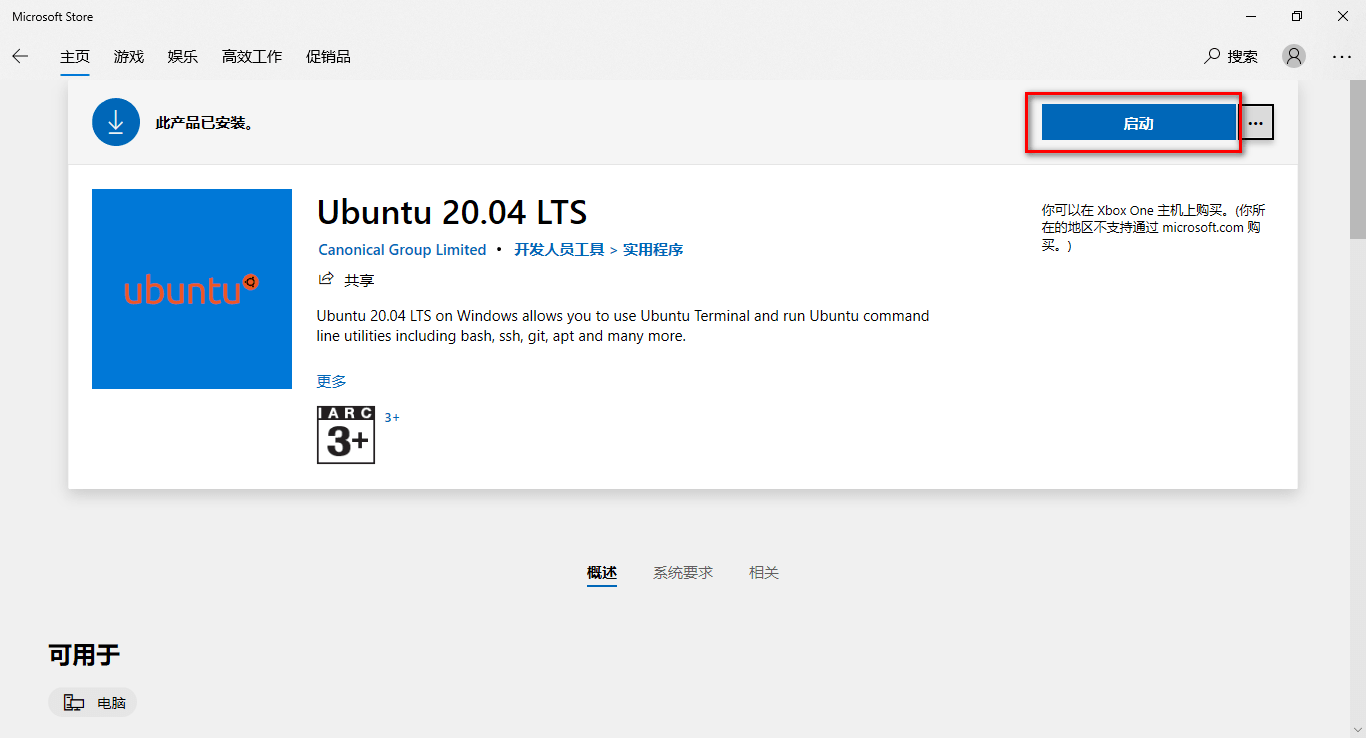 Microsoft Store
主页 游戏 娱乐 高效工作 促销品 搜索
此产品已安装。
启动
ubuntu
Ubuntu 20.04 LTS
Canonical Group Limited • 开发人员工具 > 实用程序
共享
Ubuntu 20.04 LTS on Windows allows you to use Ubuntu Terminal and run Ubuntu command
line utilities including bash, ssh, git, apt and many more.
更多
IARC
3+
3+
你可以在 Xbox One 主机上购买。(你所
在的地区不支持通过 microsoft.com 购
买。)
概述 系统要求 相关
可用于
电脑